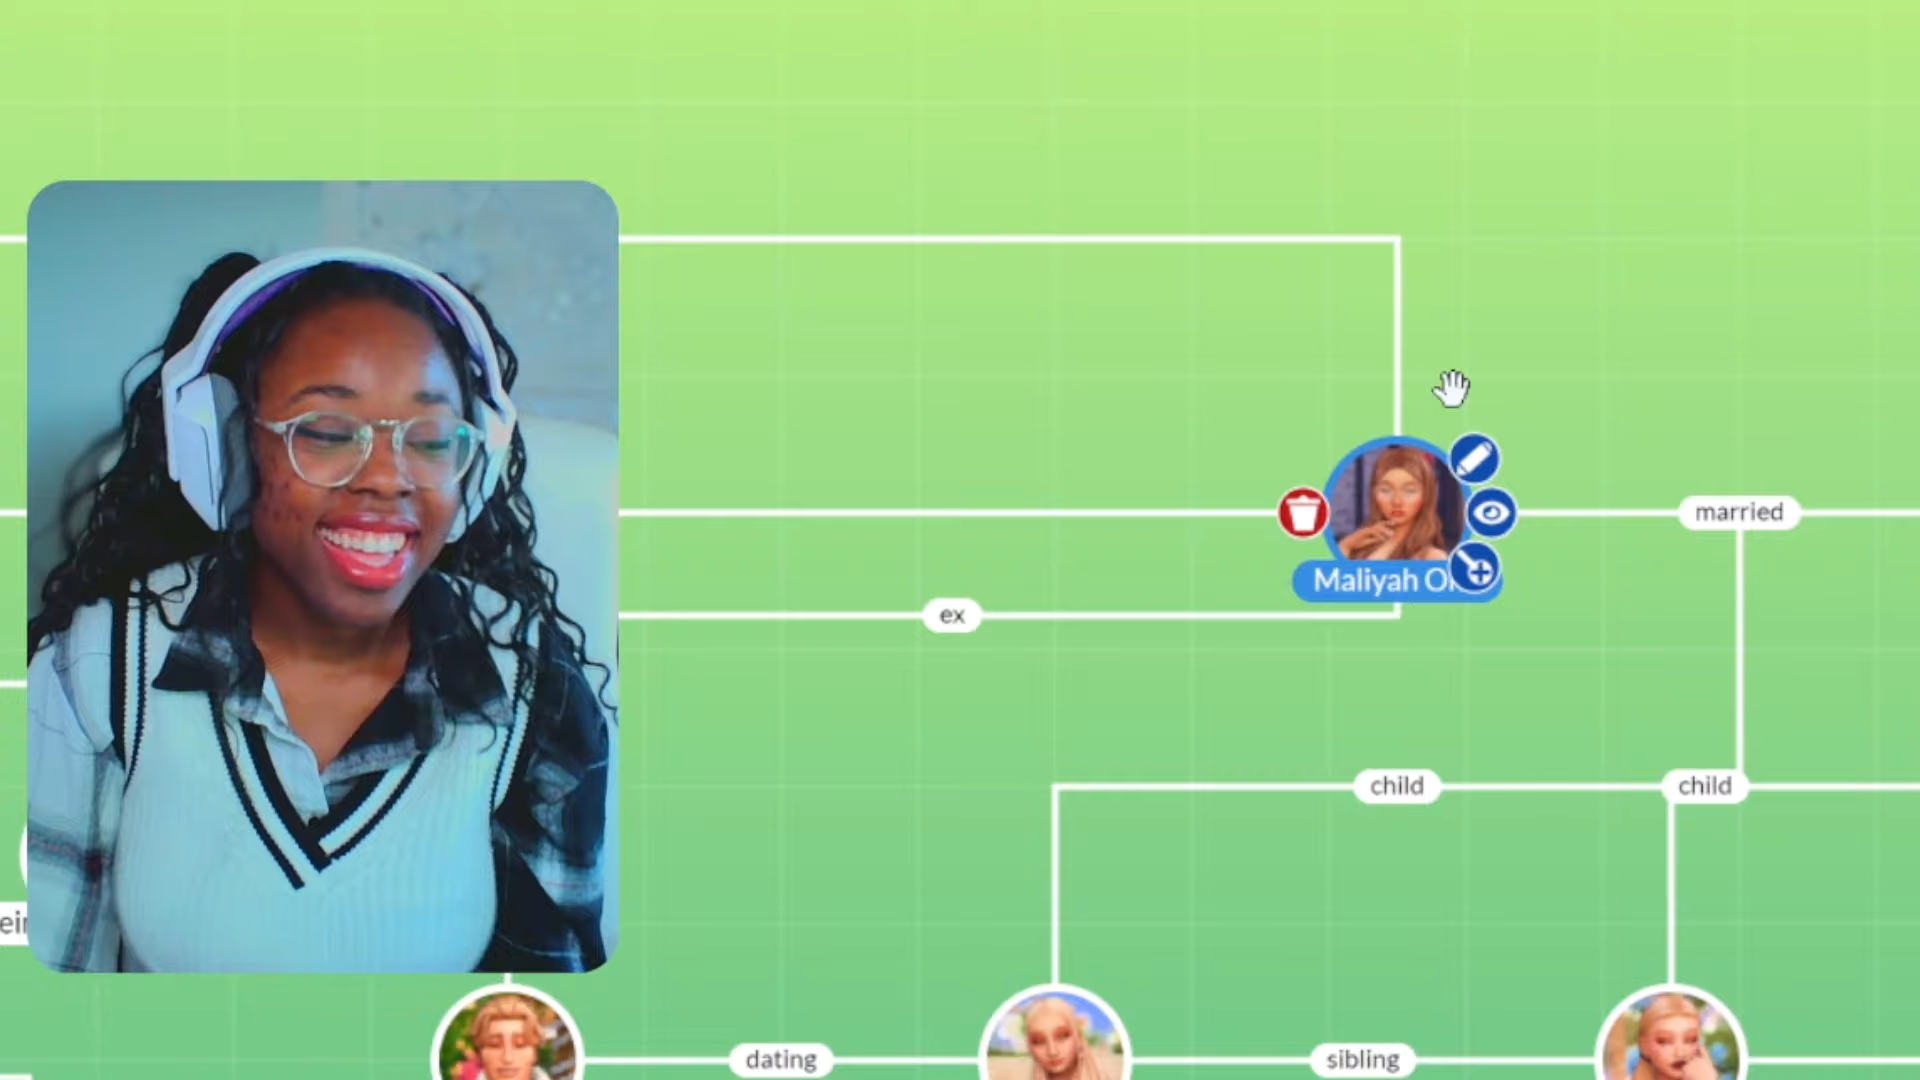 married
Maliyah
ex
child
child
dating
sibling